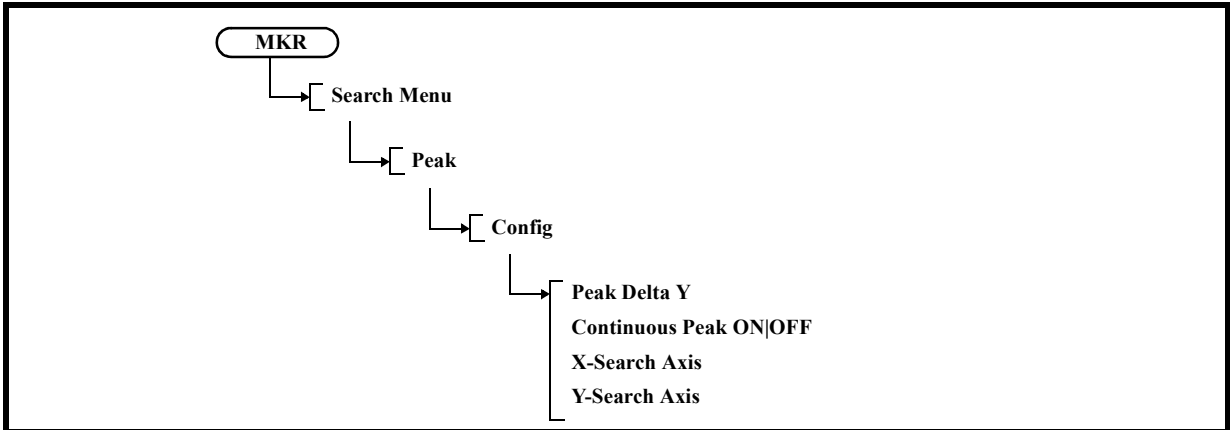 MKR
Search Menu
Peak
Config
Peak Delta Y
Continuous Peak ON|OFF
X-Search Axis
Y-Search Axis